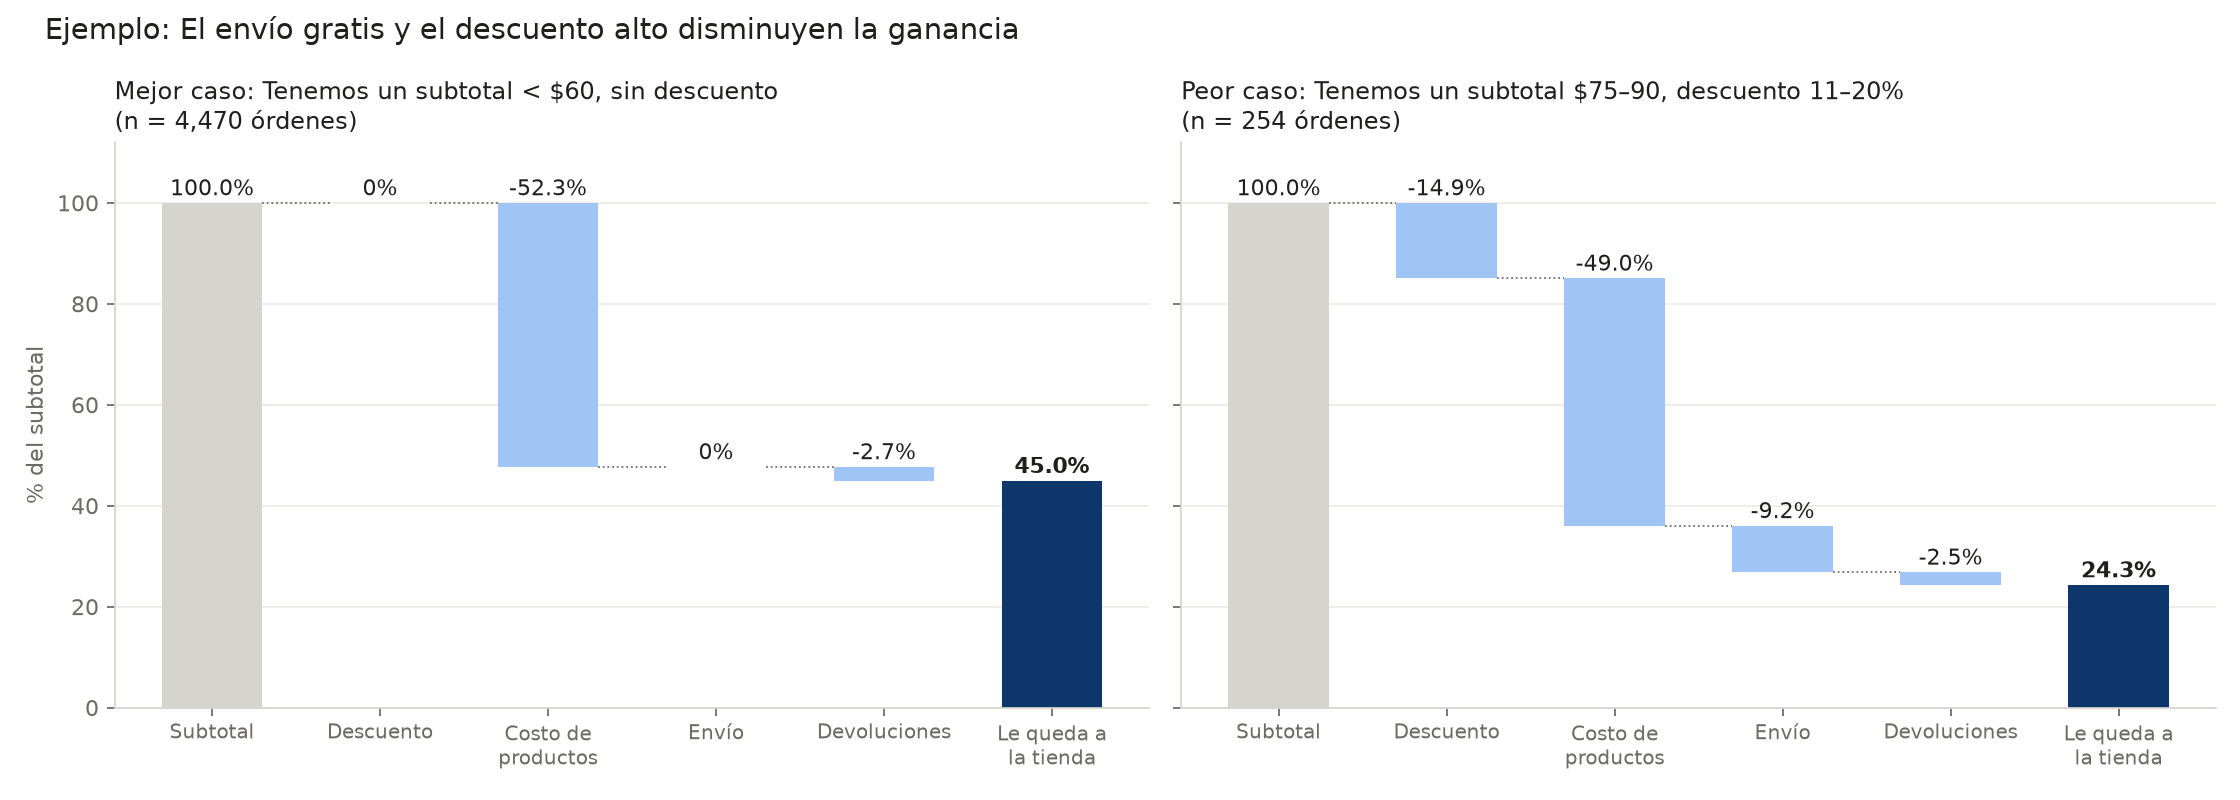 Ejemplo: El envío gratis y el descuento alto disminuyen la ganancia
Mejor caso: Tenemos un subtotal < $60, sin descuento
(n = 4,470 órdenes)
% del subtotal
100
80
60
40
20
0
100.0%
0%
-52.3%
0%
-2.7%
45.0%
Subtotal
Descuento
Costo de
productos
Envío
Devoluciones
Le queda a
la tienda
Peor caso: Tenemos un subtotal $75–90, descuento 11–20%
(n = 254 órdenes)
100.0%
-14.9%
-49.0%
-9.2%
-2.5%
24.3%
Subtotal
Descuento
Costo de
productos
Envío
Devoluciones
Le queda a
la tienda